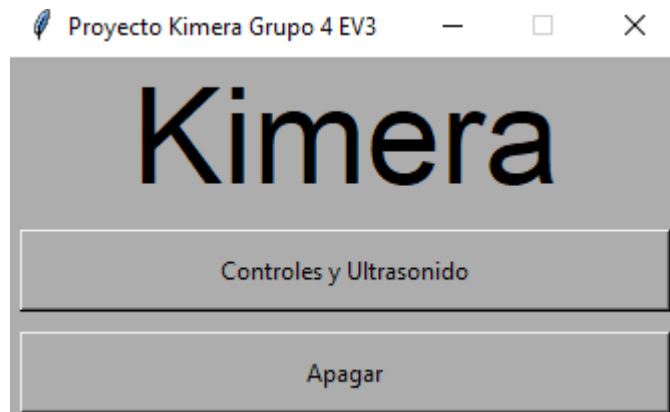 Proyecto Kimera Grupo 4 EV3
Kimera
Controles y Ultrasonido
Apagar